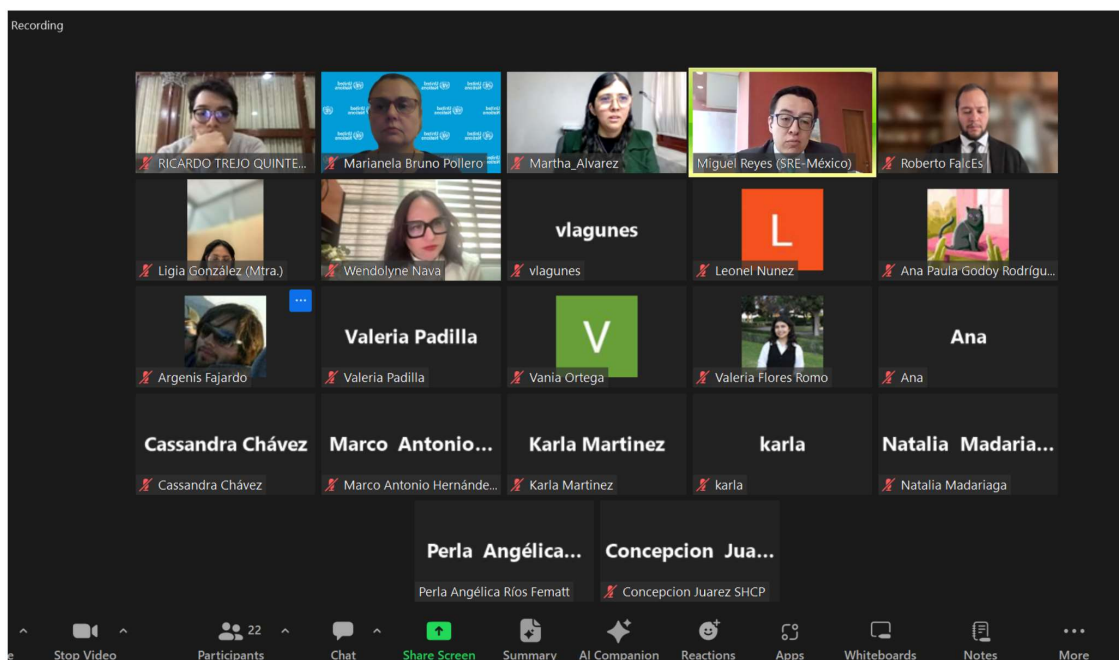 Recording
RICARDO TREJO QUINTE...
Marianela Bruno Pollero
Martha_Alvarez
Miguel Reyes (SRE-México)
Roberto FalcEs
Ligia González (Mtra.)
Wendolyne Nava
vlagunes
vlagunes
L
Leonel Nunez
Ana Paula Godoy Rodrígu...
...
Argenis Fajardo
Valeria Padilla
Valeria Padilla
V
Vania Ortega
Valeria Flores Romo
Ana
Ana
Cassandra Chávez
Cassandra Chávez
Marco Antonio...
Marco Antonio Hernánde...
Karla Martinez
Karla Martinez
karla
karla
Natalia Madaria...
Natalia Madariaga
Perla Angélica...
Perla Angélica Ríos Fematt
Concepcion Jua...
Concepcion Juarez SHCP
e
Stop Video
22
Participants
Chat
Share Screen
Summary
AI Companion
Reactions
Apps
Whiteboards
Notes
More